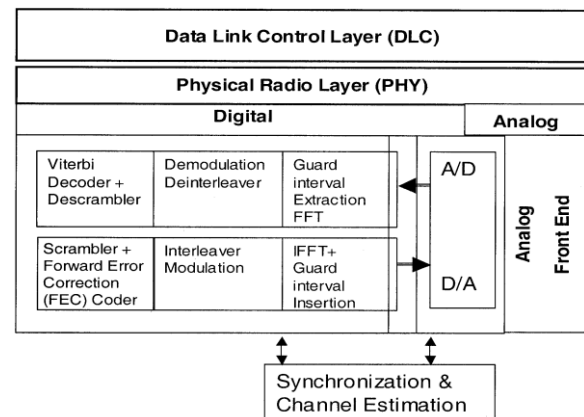 Data Link Control Layer (DLC)
Physical Radio Layer (PHY)
Digital
Analog
Viterbi
Decoder +
Descrambler
Demodulation
Deinterleaver
Guard
interval
Extraction
FFT
A/D
Scrambler +
Forward Error
Correction
(FEC) Coder
Interleaver
Modulation
IFFT+
Guard
interval
Insertion
D/A
Analog
Front End
Synchronization &
Channel Estimation